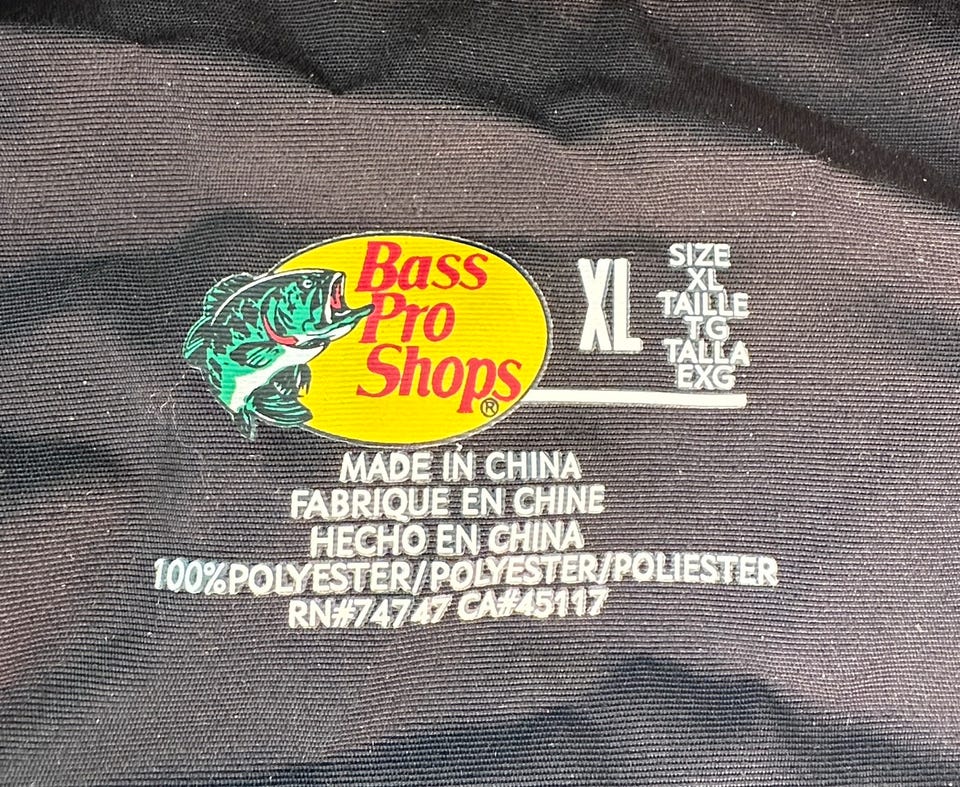 Bass
Pro
Shops®
XL
SIZE
XL
TAILLE
TG
TALLA
EXG
MADE IN CHINA
FABRIQUE EN CHINE
HECHO EN CHINA
100%POLYESTER/POLYESTER/POLIESTER
RN#74747 CA#45117